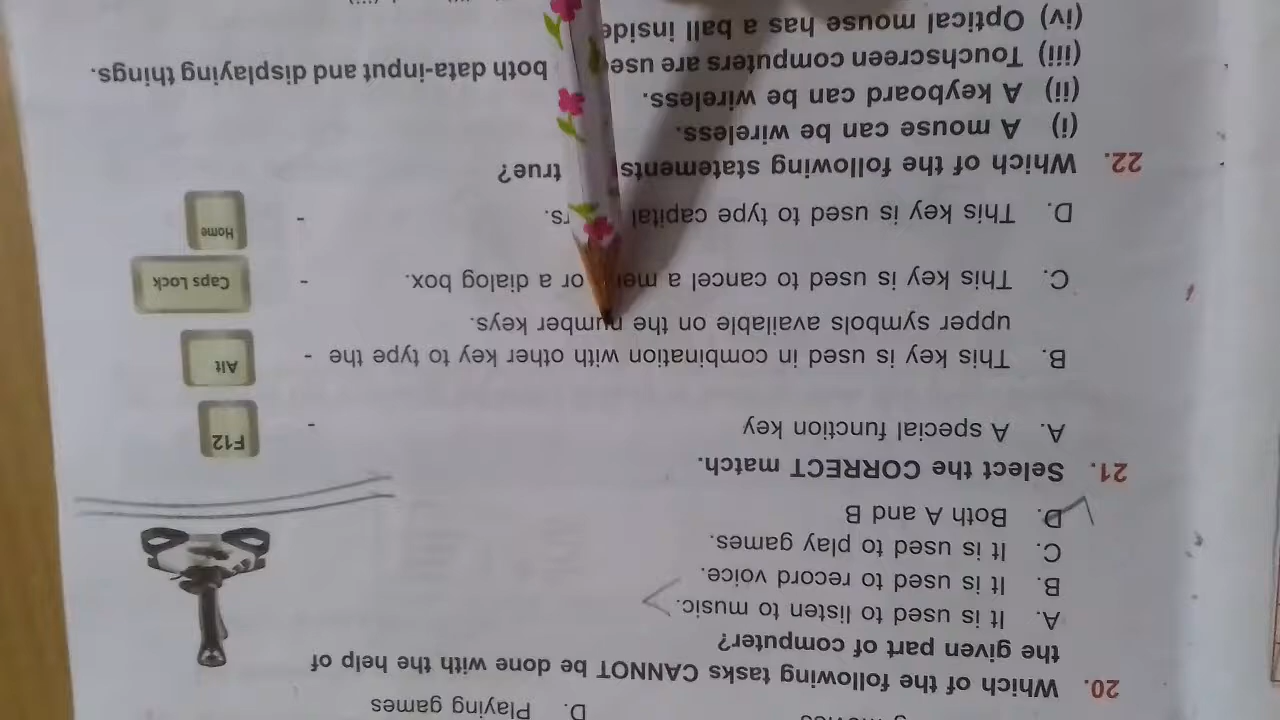 D. Playing games
20. Which of the following tasks CANNOT be done with the help of
the given part of computer?
A. It is used to listen to music.
B. It is used to record voice.
C. It is used to play games.
D. Both A and B
21. Select the CORRECT match.
A. A special function key - F12
B. This key is used in combination with other key to type the - Alt
upper symbols available on the number keys.
C. This key is used to cancel a or a dialog box. - Caps Lock
D. This key is used to type capital rs. - Home
22. Which of the following statements true?
(i) A mouse can be wireless.
(ii) A keyboard can be wireless.
(iii) Touchscreen computers are use both data-input and displaying things.
(iv) Optical mouse has a ball inside